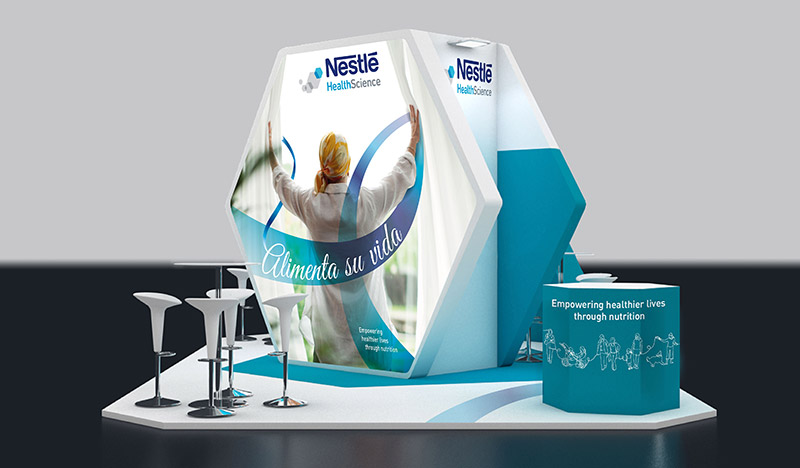 Nestlé
HealthScience
Nestlé
HealthScience
Alimenta su vida
Empowering
healthier lives
through nutrition
Empowering healthier lives
through nutrition